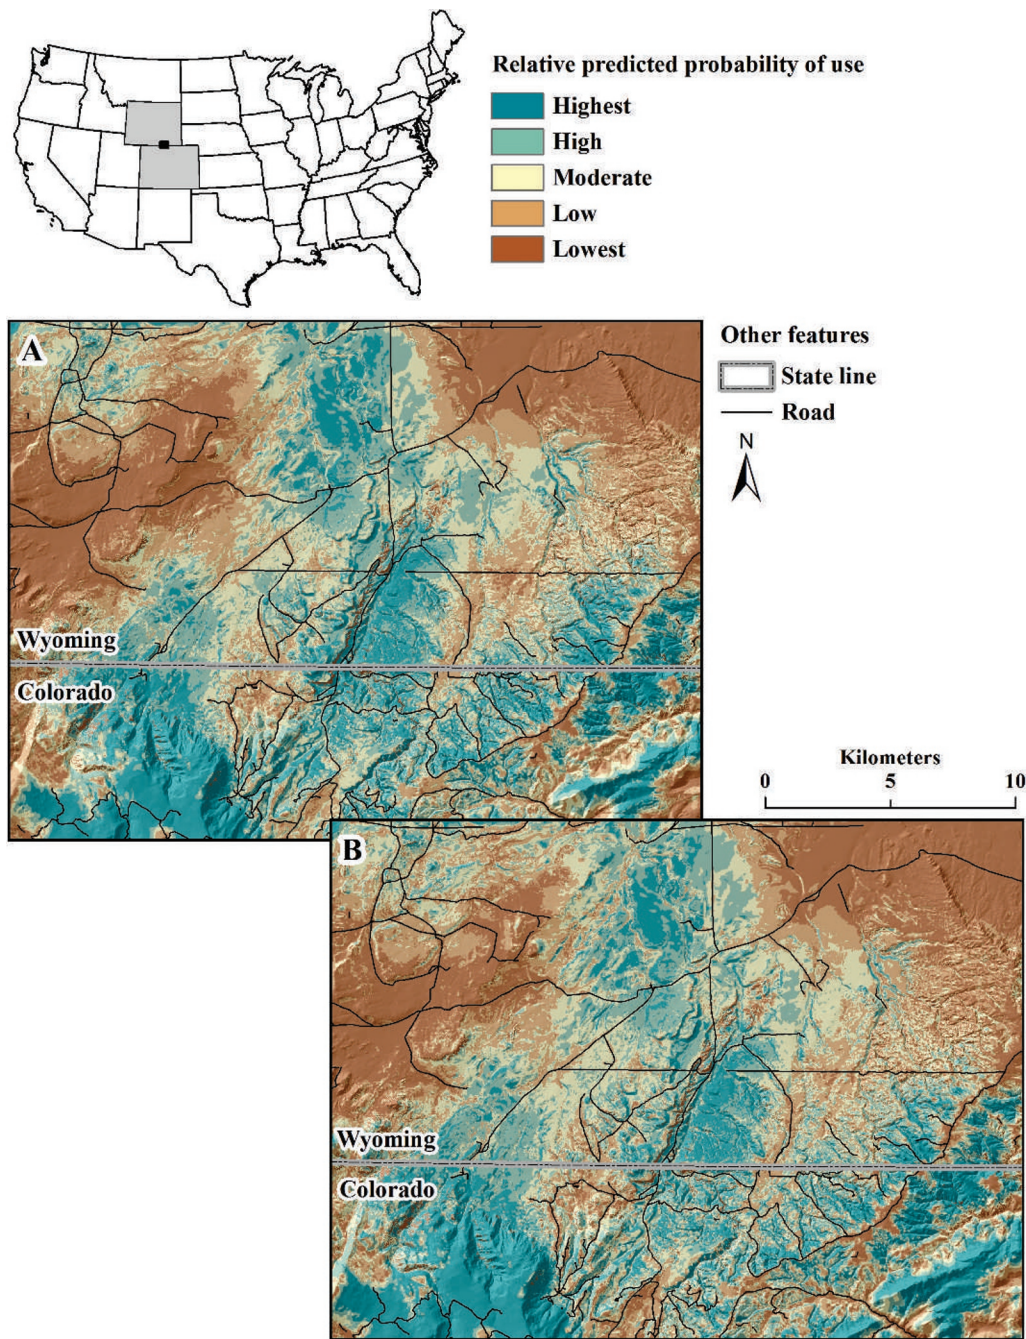 Relative predicted probability of use
Highest
High
Moderate
Low
Lowest
A
Other features
State line
Road
N
Wyoming
Colorado
Kilometers
0 5 10
B
Wyoming
Colorado